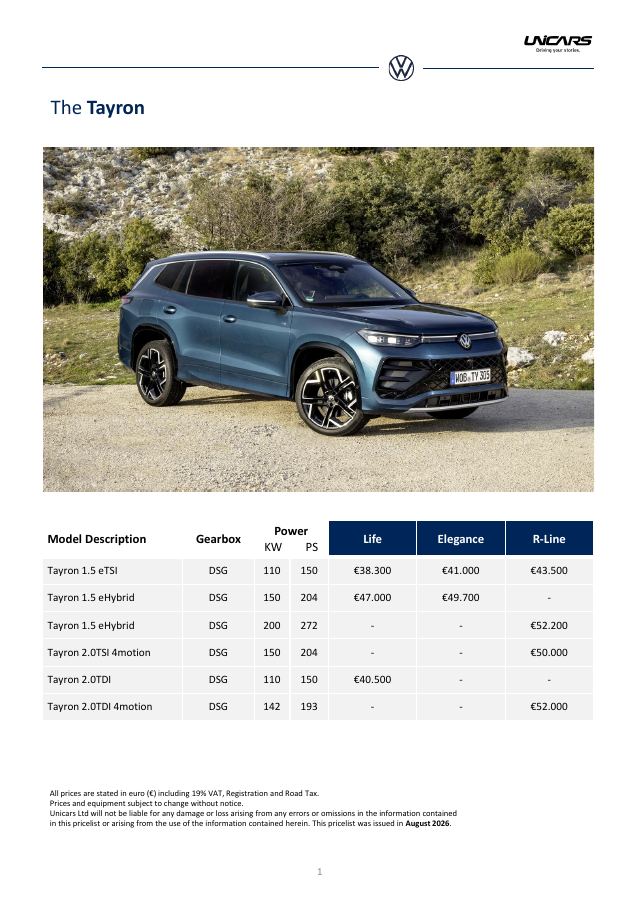 UNICARS
Driving your stories.
The Tayron
WOB TY 305
Model Description Gearbox Power KW PS Life Elegance R-Line
Tayron 1.5 eTSI DSG 110 150 €38.300 €41.000 €43.500
Tayron 1.5 eHybrid DSG 150 204 €47.000 €49.700 -
Tayron 1.5 eHybrid DSG 200 272 - - €52.200
Tayron 2.0TSI 4motion DSG 150 204 - - €50.000
Tayron 2.0TDI DSG 110 150 €40.500 - -
Tayron 2.0TDI 4motion DSG 142 193 - - €52.000
All prices are stated in euro (€) including 19% VAT, Registration and Road Tax.
Prices and equipment subject to change without notice.
Unicars Ltd will not be liable for any damage or loss arising from any errors or omissions in the information contained
in this pricelist or arising from the use of the information contained herein. This pricelist was issued in August 2026.
1